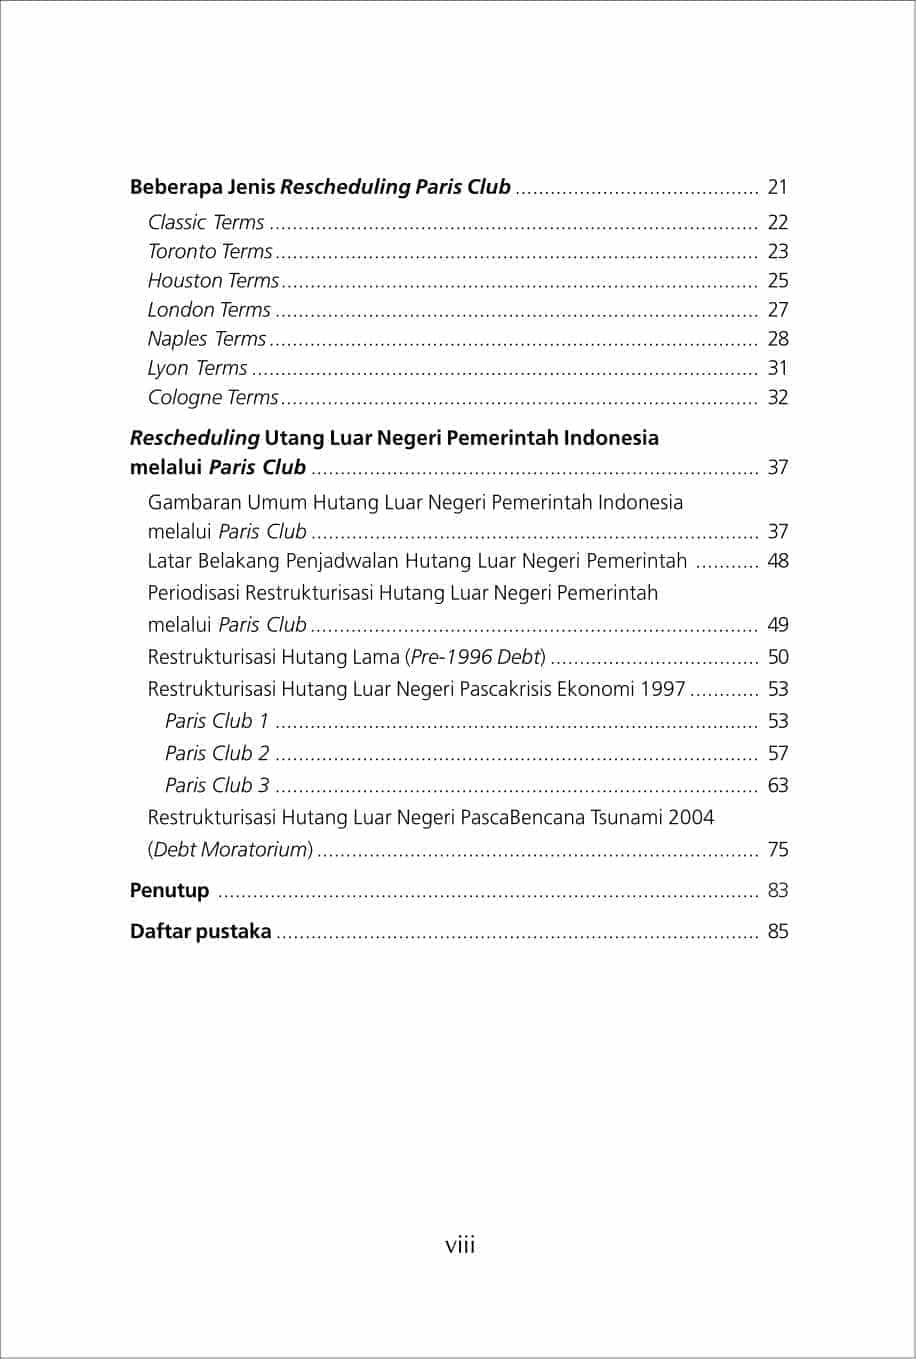 Beberapa Jenis Rescheduling Paris Club .......................................... 21
Classic Terms .................................................................................... 22
Toronto Terms ................................................................................... 23
Houston Terms .................................................................................. 25
London Terms ................................................................................... 27
Naples Terms .................................................................................... 28
Lyon Terms ....................................................................................... 31
Cologne Terms .................................................................................. 32
Rescheduling Utang Luar Negeri Pemerintah Indonesia
melalui Paris Club ............................................................................. 37
Gambaran Umum Hutang Luar Negeri Pemerintah Indonesia
melalui Paris Club ............................................................................. 37
Latar Belakang Penjadwalan Hutang Luar Negeri Pemerintah ........... 48
Periodisasi Restrukturisasi Hutang Luar Negeri Pemerintah
melalui Paris Club ............................................................................. 49
Restrukturisasi Hutang Lama (Pre-1996 Debt) .................................... 50
Restrukturisasi Hutang Luar Negeri Pascakrisis Ekonomi 1997 ............ 53
Paris Club 1 ................................................................................... 53
Paris Club 2 ................................................................................... 57
Paris Club 3 ................................................................................... 63
Restrukturisasi Hutang Luar Negeri PascaBencana Tsunami 2004
(Debt Moratorium) ............................................................................ 75
Penutup ............................................................................................. 83
Daftar pustaka ................................................................................... 85
viii